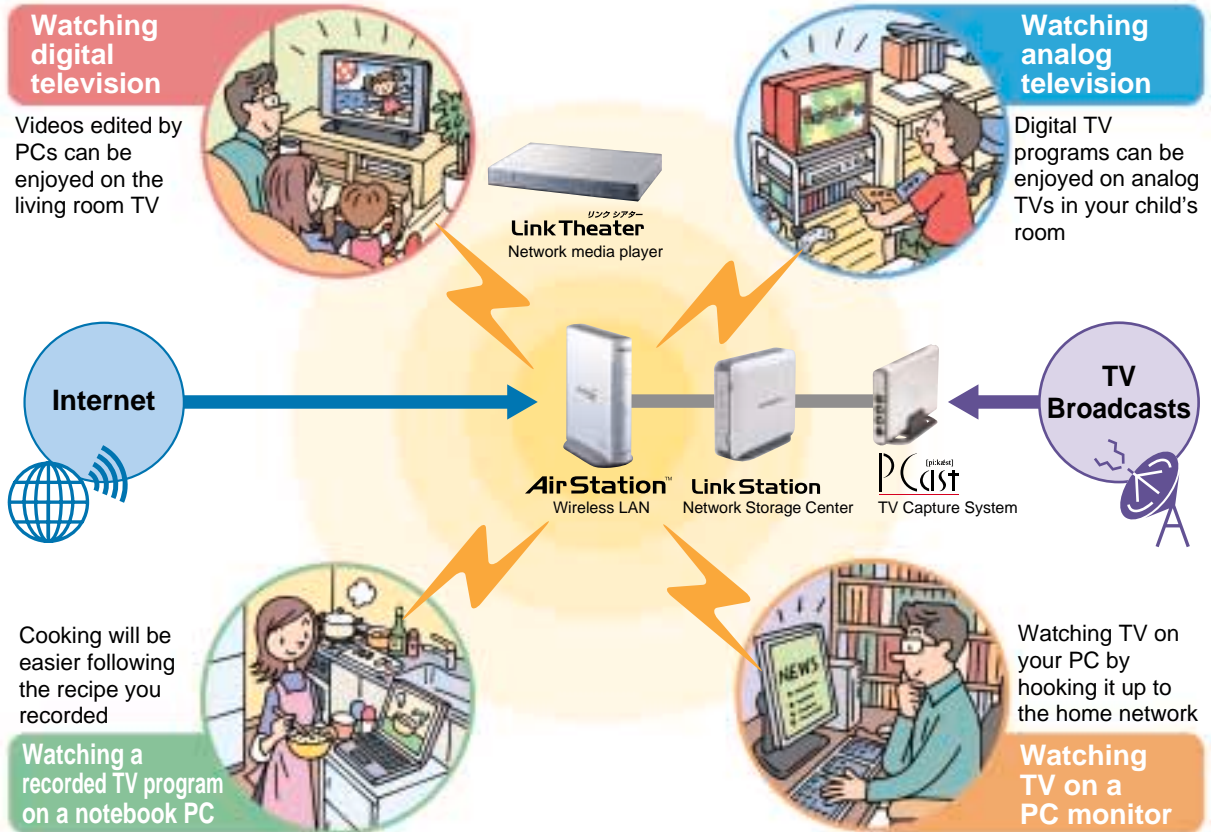 Watching
digital
television
Videos edited by
PCs can be
enjoyed on the
living room TV
リンク シアター
LinkTheater
Network media player
Watching
analog
television
Digital TV
programs can be
enjoyed on analog
TVs in your child's
room
Internet
TV
Broadcasts
AirStation™
Wireless LAN
LinkStation
Network Storage Center
[pi:kæst]
PCast
TV Capture System
Cooking will be
easier following
the recipe you
recorded
Watching a
recorded TV program
on a notebook PC
NEWS
Watching TV on
your PC by
hooking it up to
the home network
Watching
TV on a
PC monitor